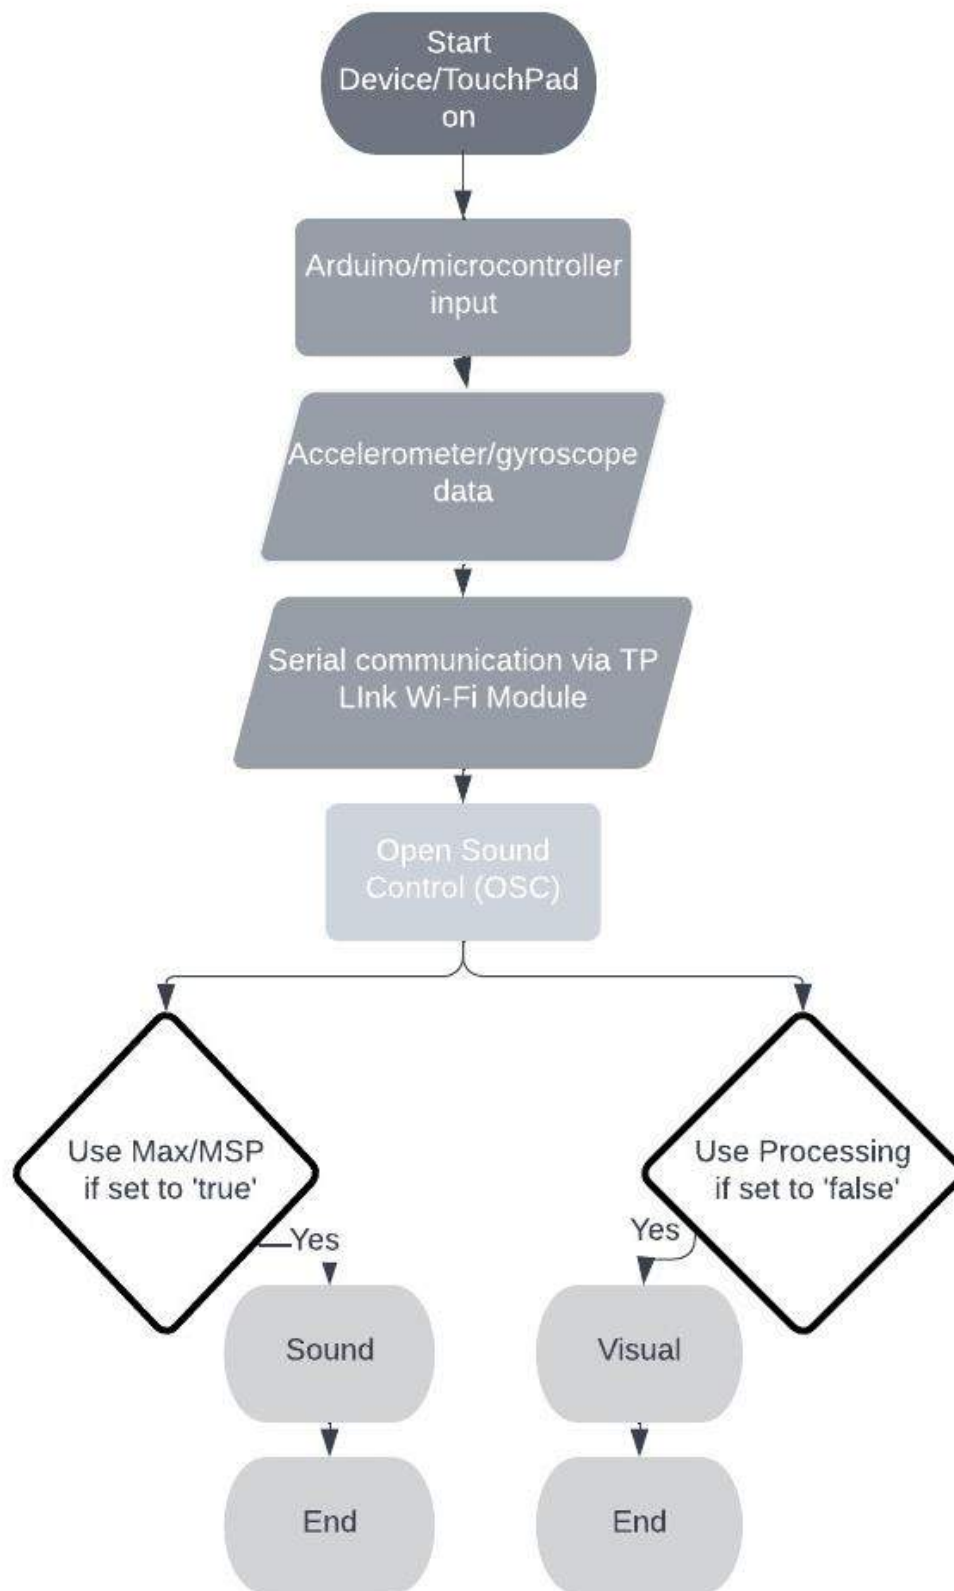 Start
Device/TouchPad
on
Arduino/microcontroller
input
Accelerometer/gyroscope
data
Serial communication via TP
LInk Wi-Fi Module
Open Sound
Control (OSC)
Use Max/MSP
if set to 'true'
Use Processing
if set to 'false'
Yes
Yes
Sound
Visual
End
End